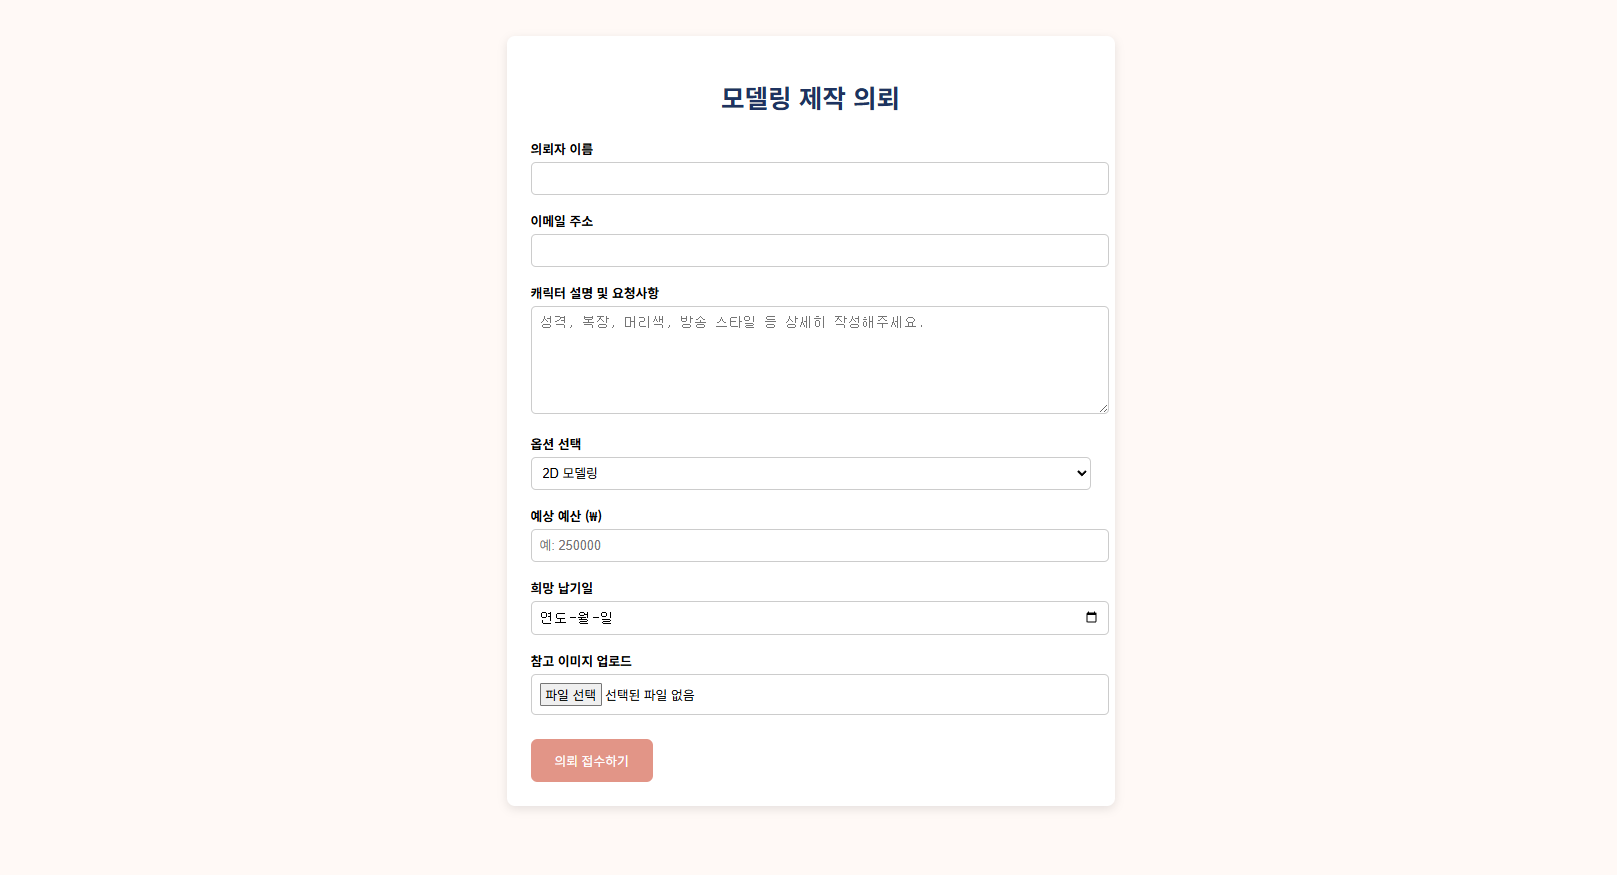 모델링 제작 의뢰
의뢰자 이름
이메일 주소
캐릭터 설명 및 요청사항
성격, 복장, 머리색, 방송 스타일 등 상세히 작성해주세요.
옵션 선택
2D 모델링
예상 예산 (₩)
예: 250000
희망 납기일
연도-월-일
참고 이미지 업로드
파일 선택 선택된 파일 없음
의뢰 접수하기